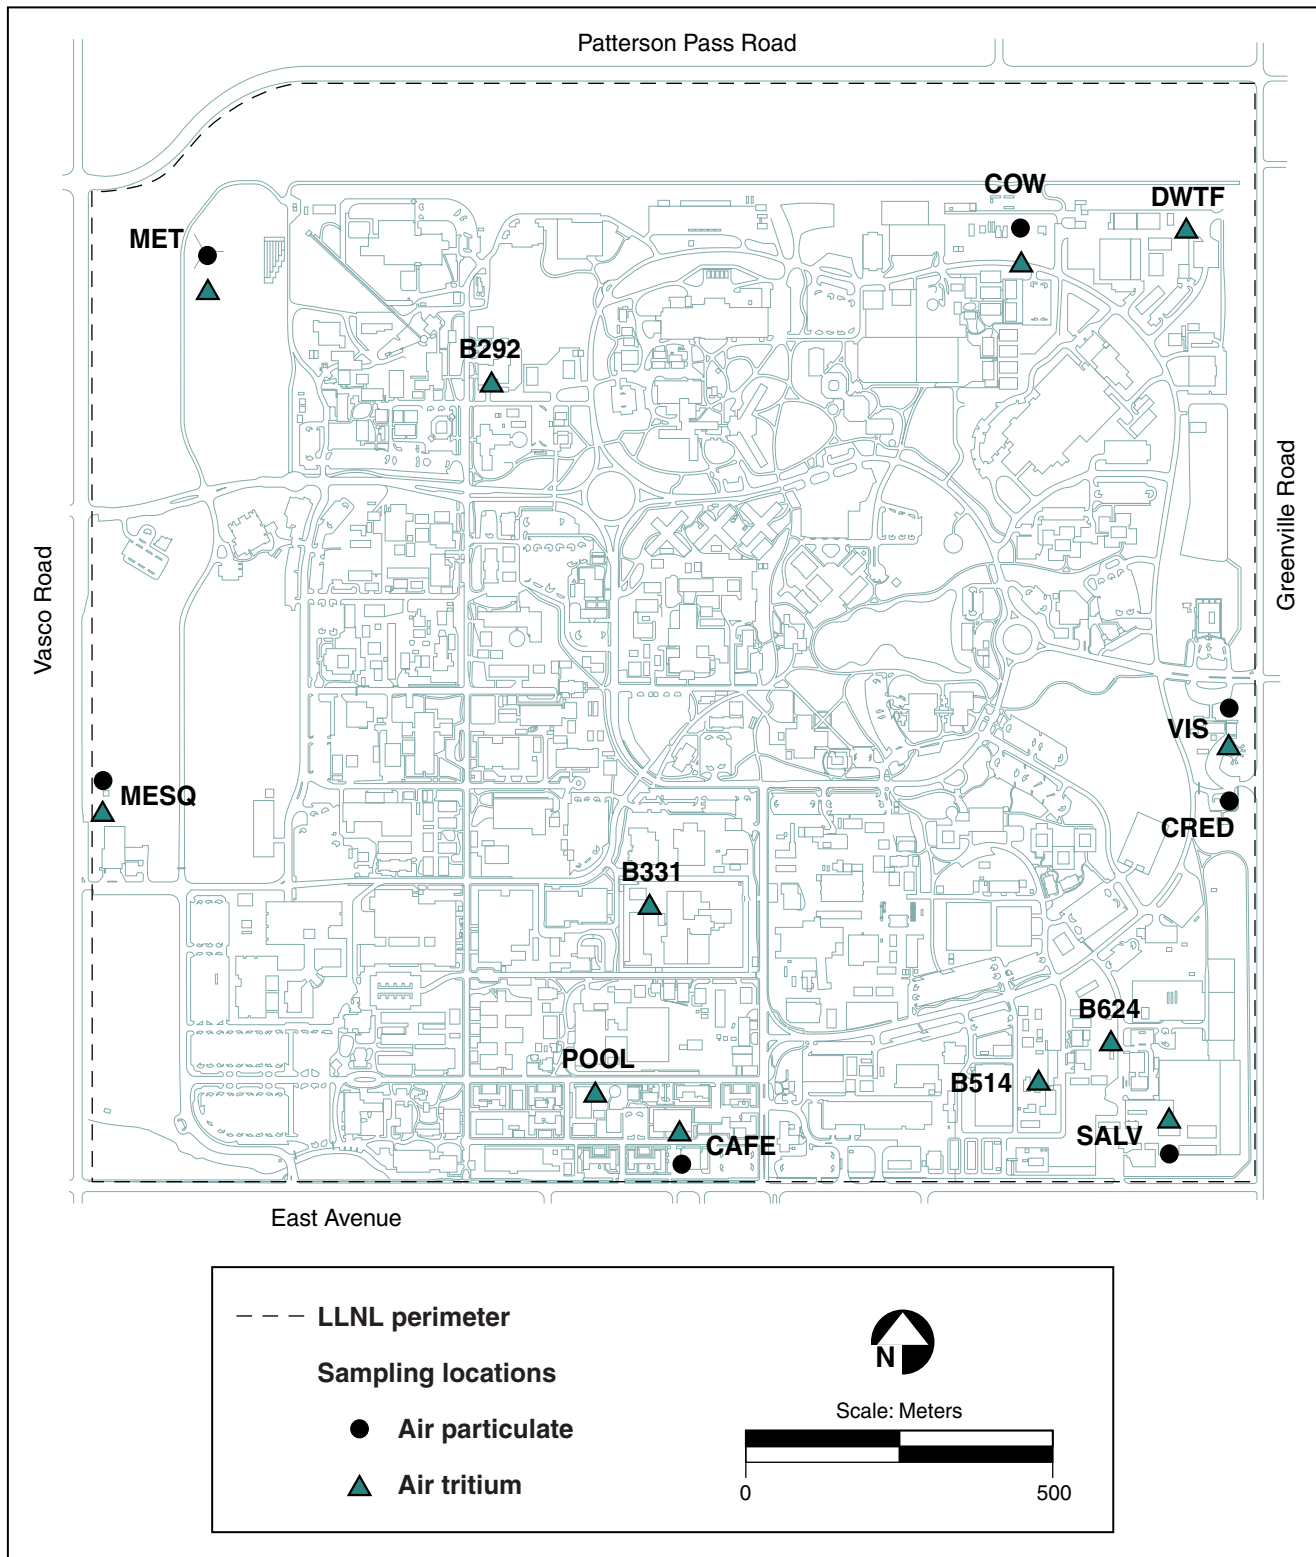 Patterson Pass Road
COW
DWTF
MET
B292
Greenville Road
Vasco Road
VIS
MESQ
CRED
B331
B624
POOL
B514
SALV
CAFE
East Avenue
LLNL perimeter
Sampling locations
N
Scale: Meters
Air particulate
Air tritium
0 500